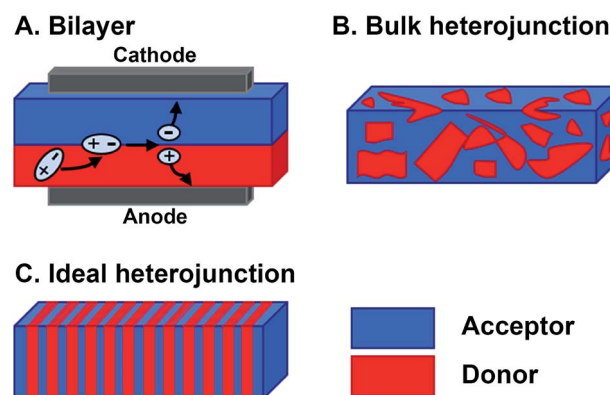 A. Bilayer
Cathode
+ -
+ -
-
+
Anode
B. Bulk heterojunction
C. Ideal heterojunction
Acceptor
Donor